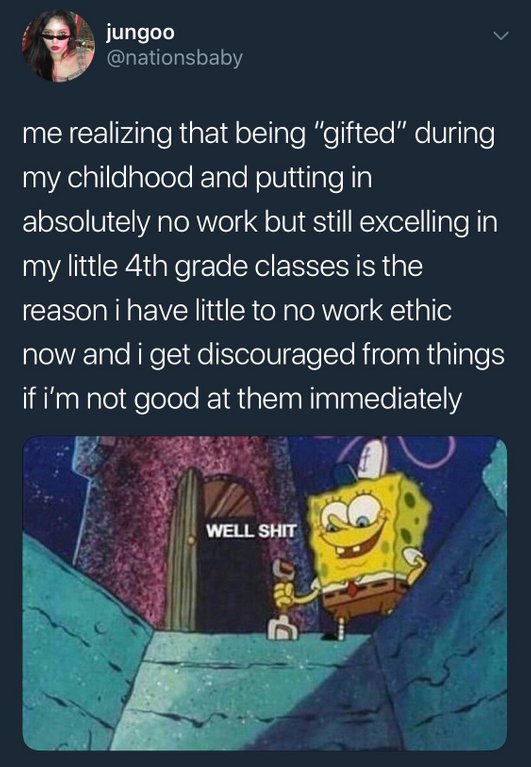 jungoo
@nationsbaby
me realizing that being “gifted” during
my childhood and putting in
absolutely no work but still excelling in
my little 4th grade classes is the
reason i have little to no work ethic
now and i get discouraged from things
if i’m not good at them immediately
WELL SHIT